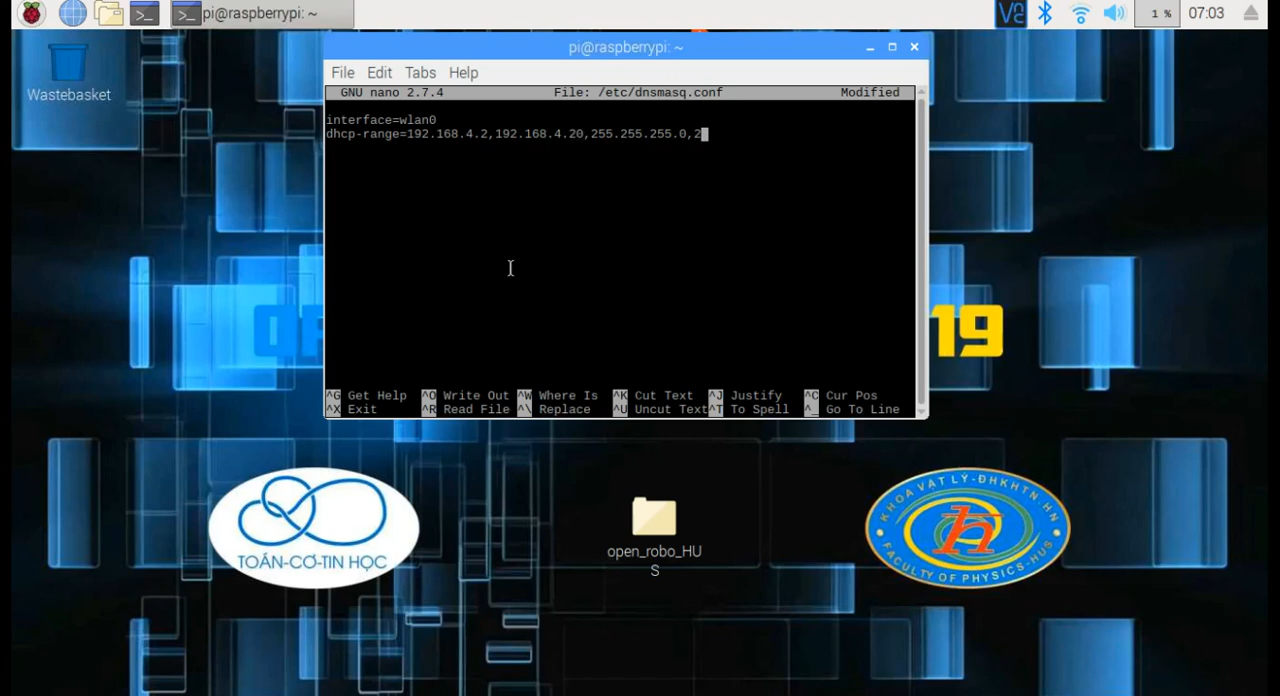 pi@raspberrypi: ~
1 %
07:03
Wastebasket
pi@raspberrypi: ~
File Edit Tabs Help
GNU nano 2.7.4 File: /etc/dnsmasq.conf Modified
interface=wlan0
dhcp-range=192.168.4.2,192.168.4.20,255.255.255.0,2
^G Get Help ^O Write Out ^W Where Is ^K Cut Text ^J Justify ^C Cur Pos
^X Exit ^R Read File ^\ Replace ^U Uncut Text ^T To Spell ^_ Go To Line
19
TOÁN-CƠ-TIN HỌC
open_robo_HU
S
KHOA VẬT LÝ-ĐHKHTN-HN
FACULTY OF PHYSICS-HUS